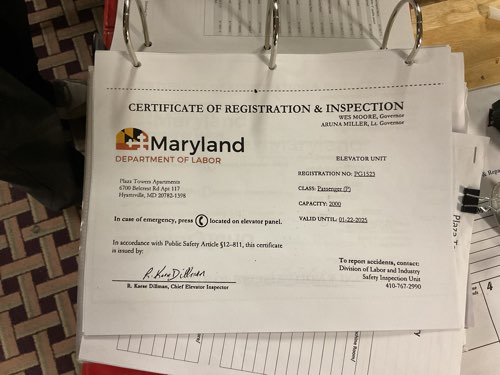 CERTIFICATE OF REGISTRATION & INSPECTION
WES MOORE, Governor
ARUNA MILLER, Lt. Governor
Maryland
DEPARTMENT OF LABOR
ELEVATOR UNIT
Plaza Towers Apartments
6700 Belcrest Rd Apt 117
Hyattsville, MD 20782-1398
REGISTRATION NO: PG1523
CLASS: Passenger (P)
CAPACITY: 2000
In case of emergency, press located on elevator panel.
VALID UNTIL: 01-22-2025
In accordance with Public Safety Article §12-811, this certificate
is issued by:
R. Karse Dillman
R. Karse Dillman, Chief Elevator Inspector
To report accidents, contact:
Division of Labor and Industry
Safety Inspection Unit
410-767-2990